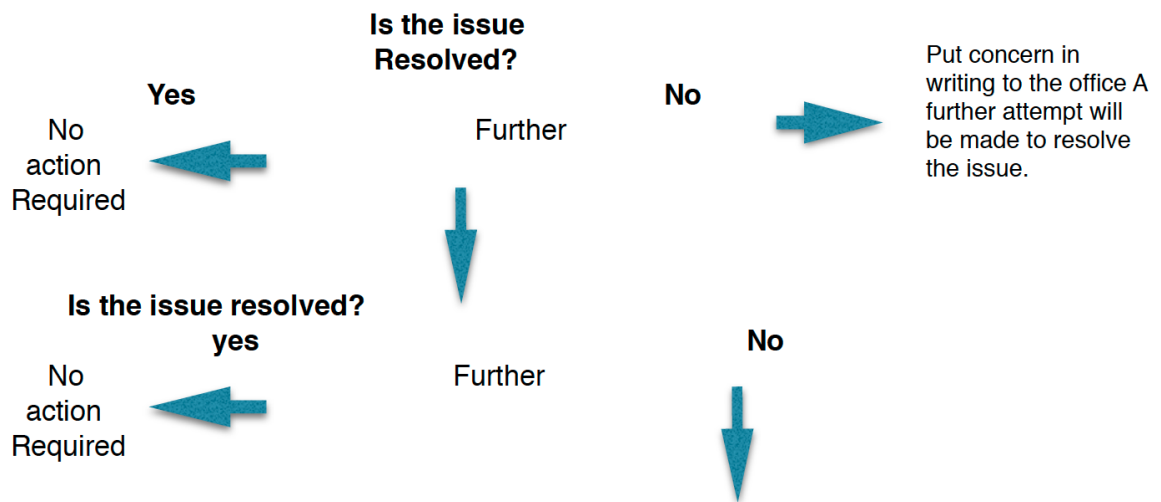 Is the issue
Resolved?
Yes
No
Put concern in
writing to the office A
further attempt will
be made to resolve
the issue.
No
action
Required
Further
Is the issue resolved?
yes
No
No
action
Required
Further